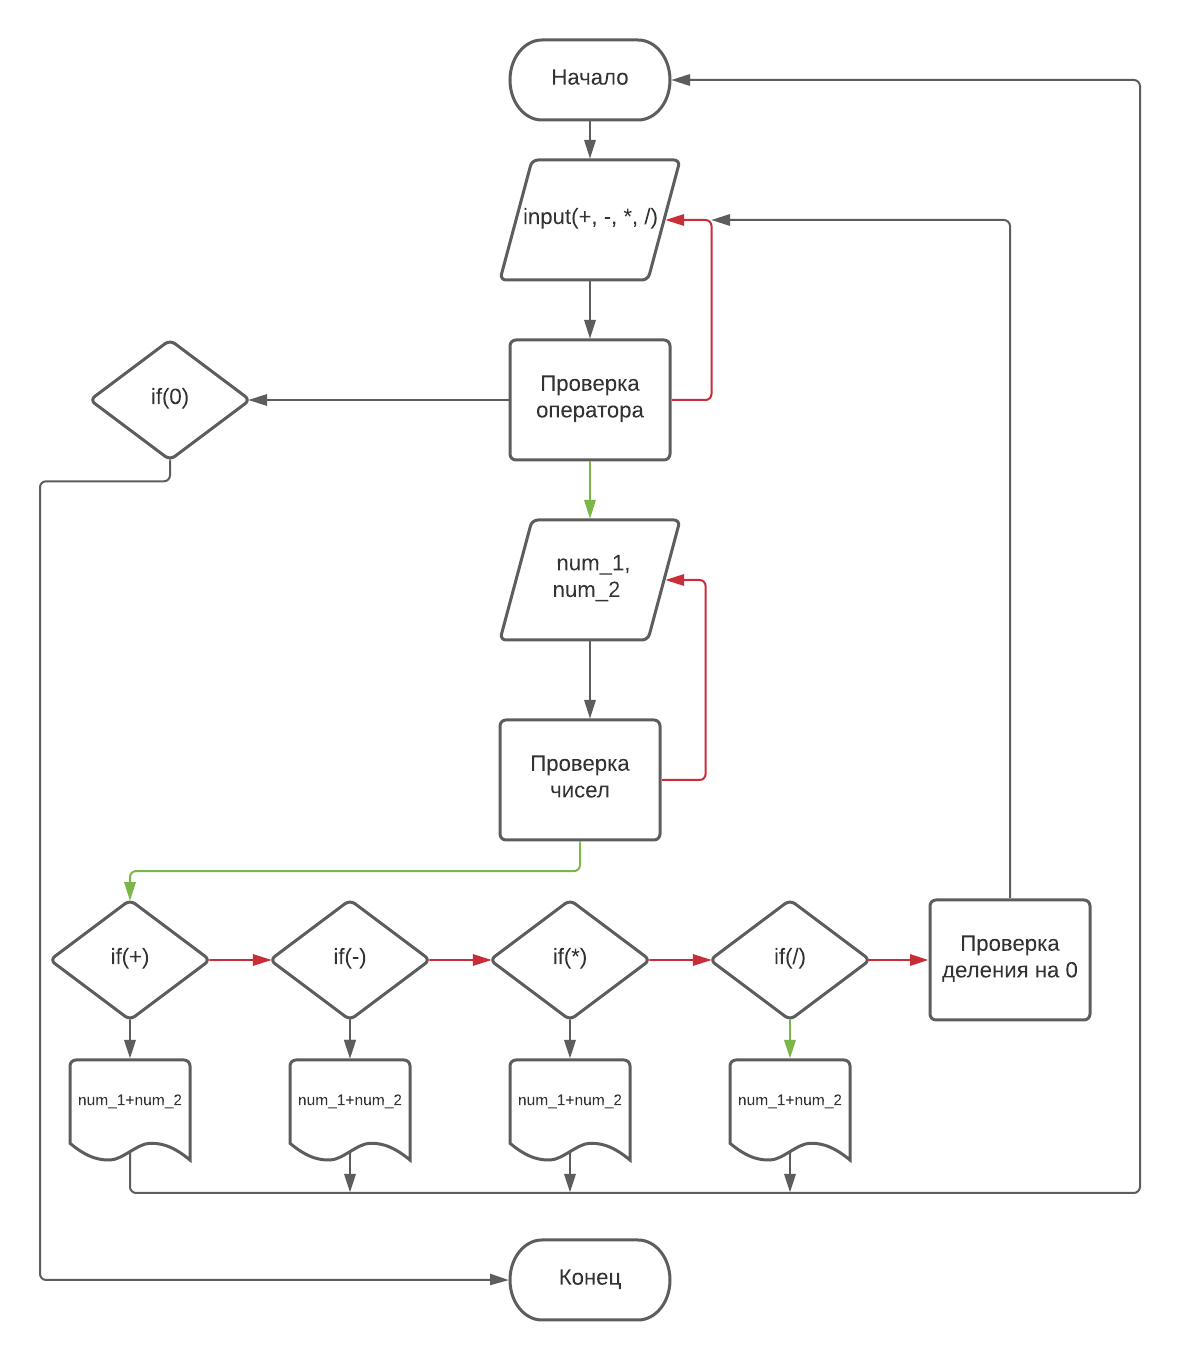 Начало
input(+, -, *, /)
if(0)
Проверка
оператора
num_1,
num_2
Проверка
чисел
if(+)
if(-)
if(*)
if(/)
Проверка
деления на 0
num_1+num_2
num_1+num_2
num_1+num_2
num_1+num_2
Конец